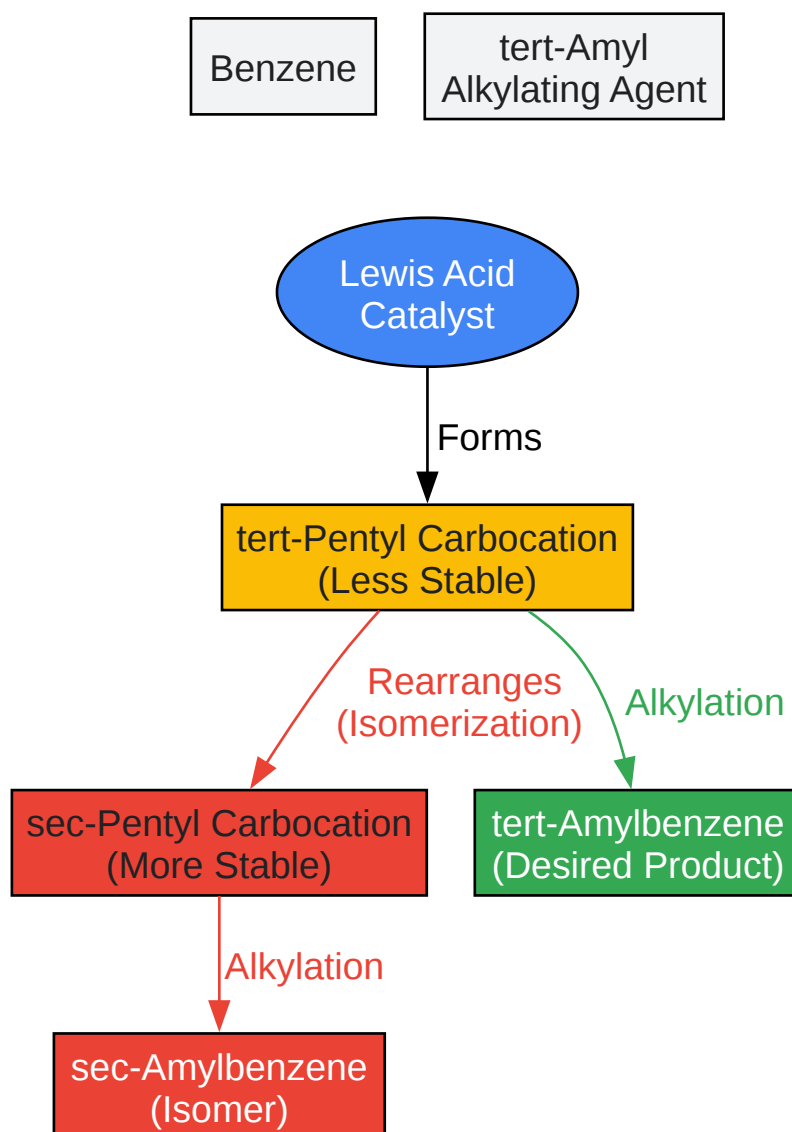 Benzene
tert-Amyl
Alkylating Agent
Lewis Acid
Catalyst
Forms
tert-Pentyl Carbocation
(Less Stable)
Rearranges
(Isomerization)
Alkylation
sec-Pentyl Carbocation
(More Stable)
tert-Amylbenzene
(Desired Product)
Alkylation
sec-Amylbenzene
(Isomer)